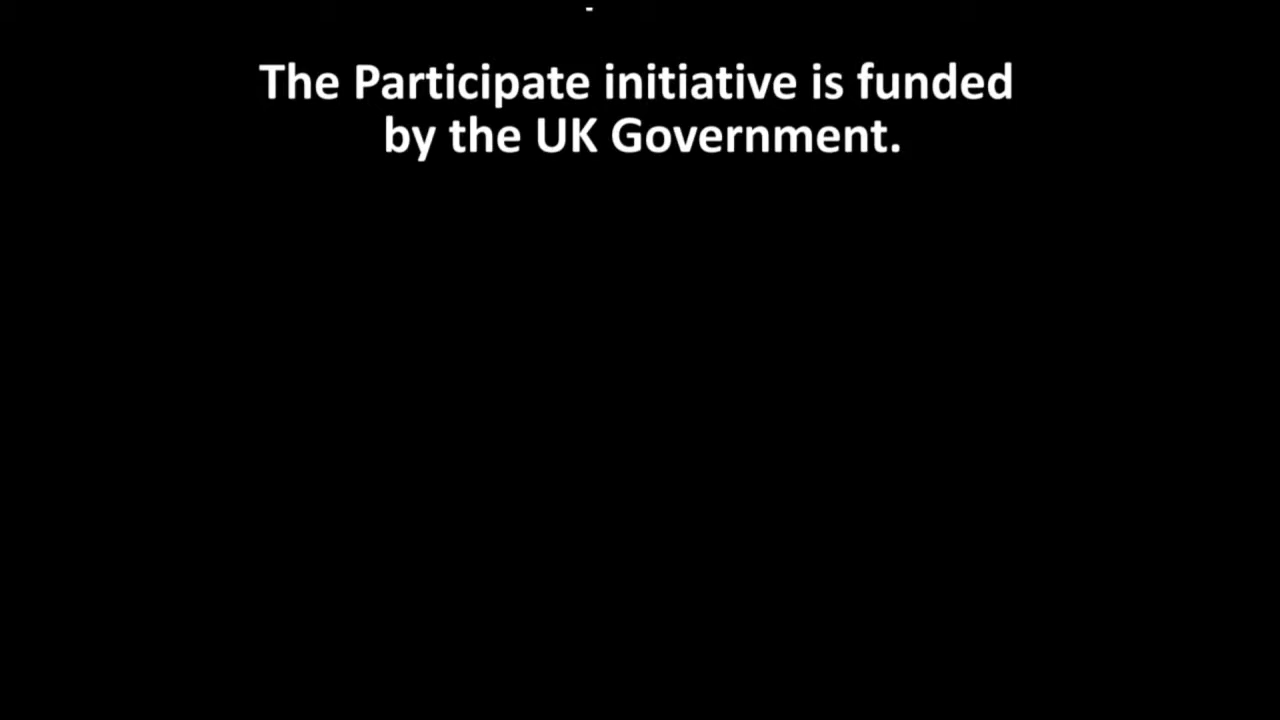 The Participate initiative is funded
by the UK Government.